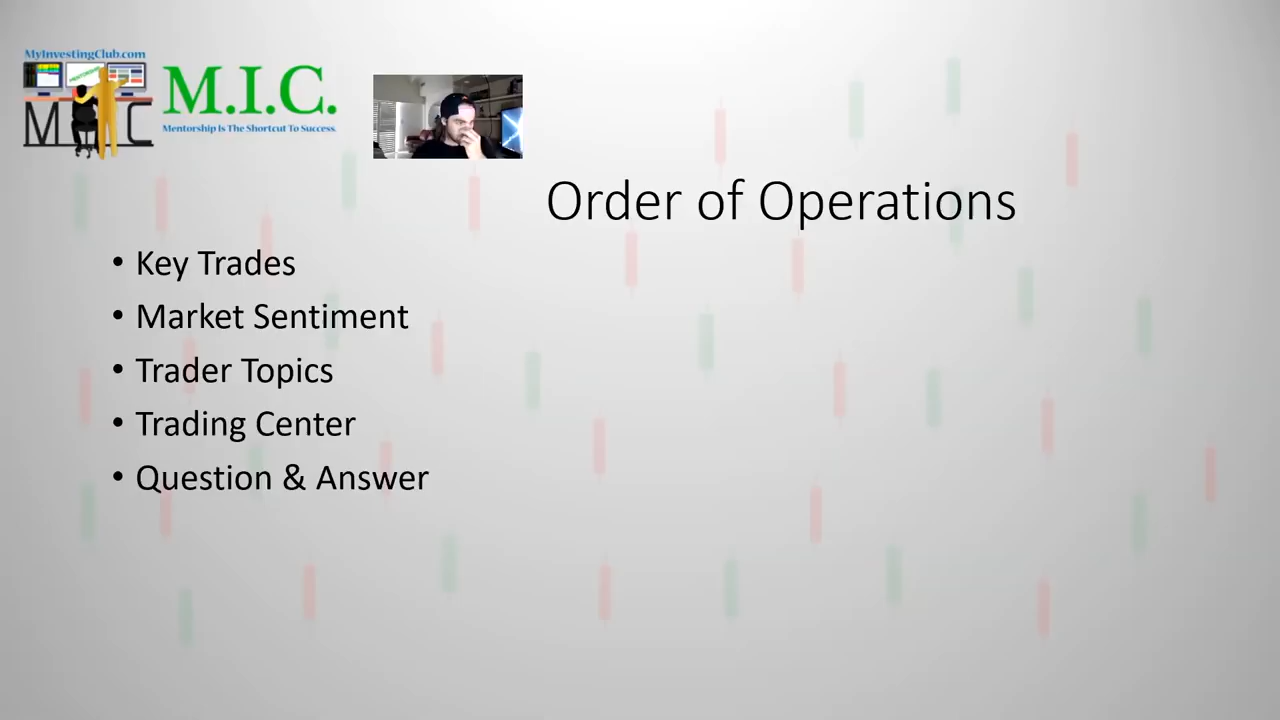 MyInvestingClub.com
M.I.C.
Mentorship Is The Shortcut To Success.
Order of Operations
• Key Trades
• Market Sentiment
• Trader Topics
• Trading Center
• Question & Answer